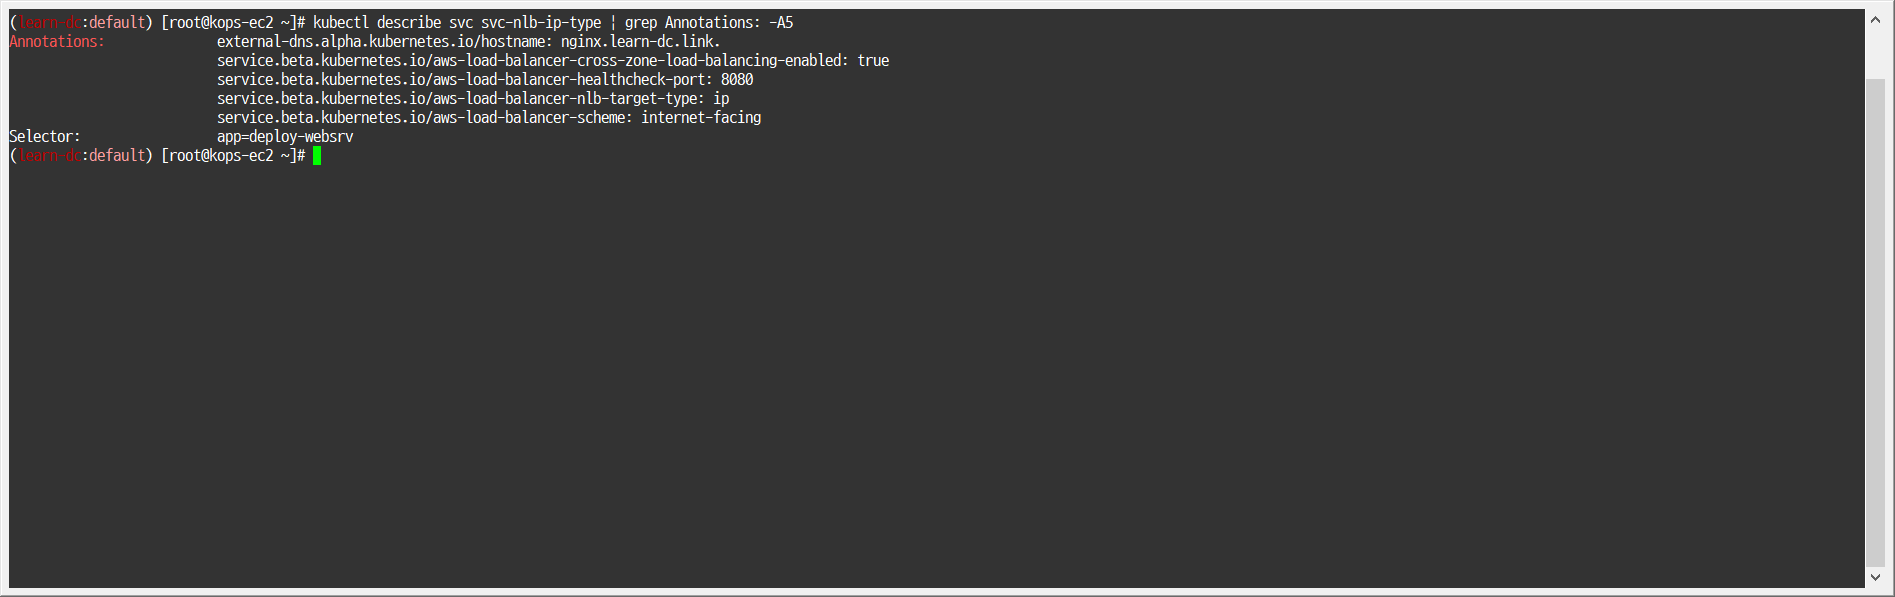 (learn-dc:default) [root@kops-ec2 ~]# kubectl describe svc svc-nlb-ip-type | grep Annotations: -A5
Annotations:              external-dns.alpha.kubernetes.io/hostname: nginx.learn-dc.link.
                          service.beta.kubernetes.io/aws-load-balancer-cross-zone-load-balancing-enabled: true
                          service.beta.kubernetes.io/aws-load-balancer-healthcheck-port: 8080
                          service.beta.kubernetes.io/aws-load-balancer-nlb-target-type: ip
                          service.beta.kubernetes.io/aws-load-balancer-scheme: internet-facing
Selector:                 app=deploy-websrv
(learn-dc:default) [root@kops-ec2 ~]#